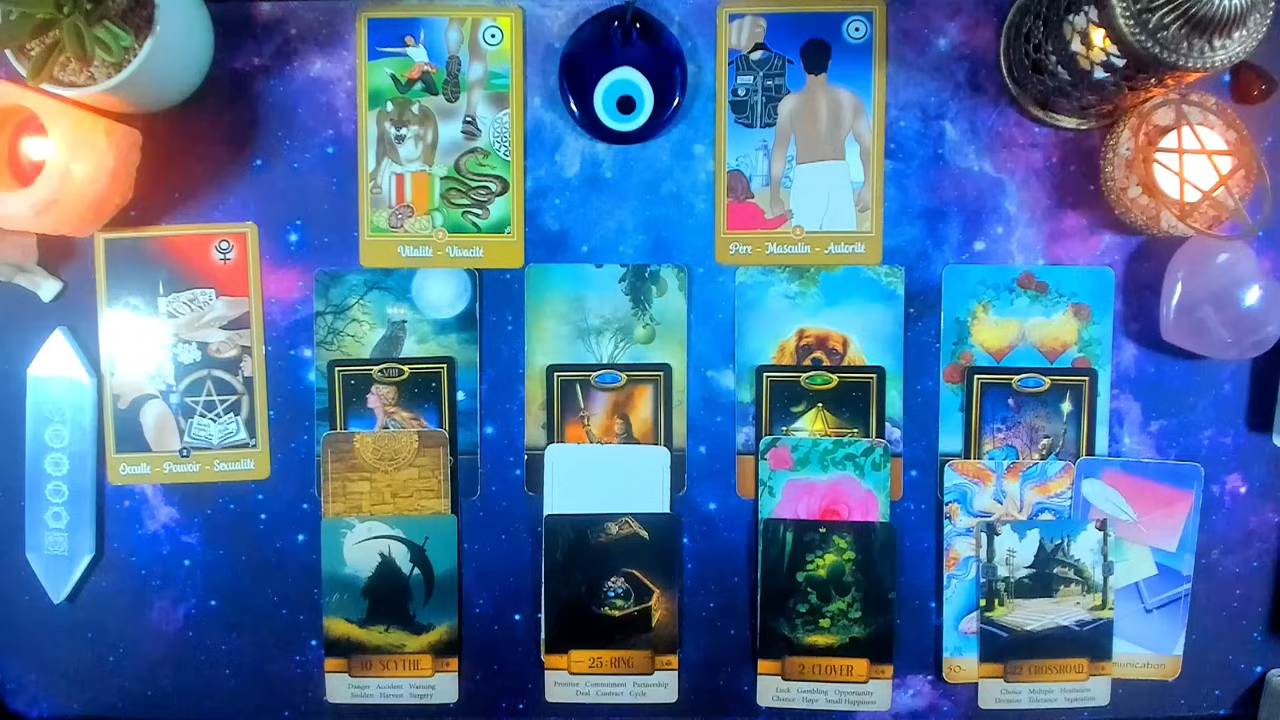 Vitalité - Vivacité
Père - Masculin - Autorité
Occulte - Pouvoir - Sexualité
VIII
10 SCYTHE
Danger Accident Warning
Sudden Harvest Surgery
25: RING
Promise Commitment Partnership
Deal Contract Cycle
2: CLOVER
Luck Gambling Opportunity
Chance Hope Small Happiness
50-
munication
22 CROSSROAD
Choice Multiple Hesitation
Decision Tolerance Separation